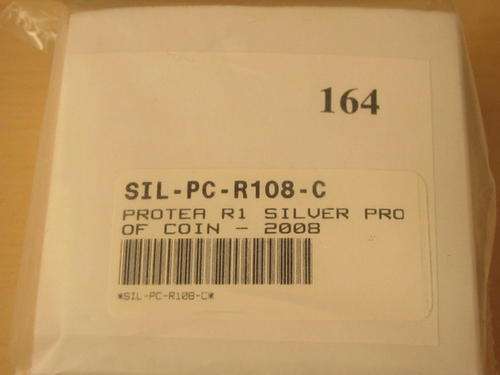 164
SIL-PC-R108-C
PROTEA R1 SILVER PRO
OF COIN - 2008
*SIL-PC-R108-C*